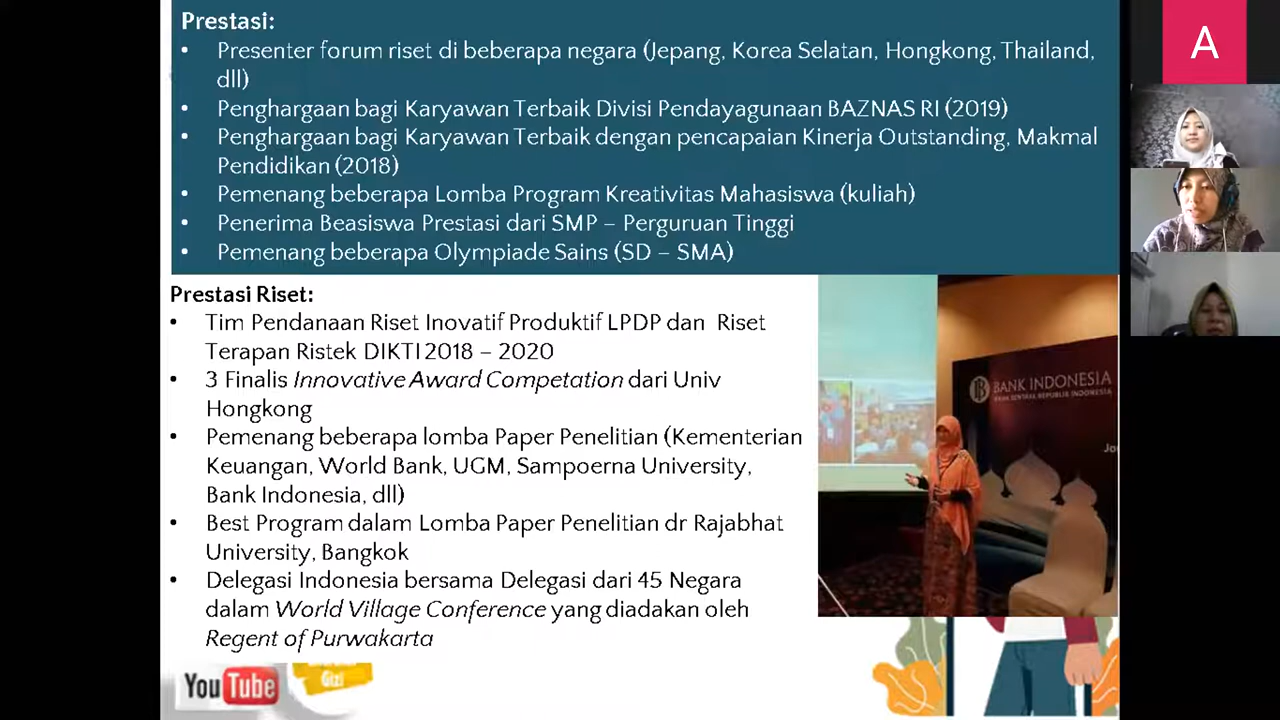 Prestasi:
• Presenter forum riset di beberapa negara (Jepang, Korea Selatan, Hongkong, Thailand,
dll)
• Penghargaan bagi Karyawan Terbaik Divisi Pendayagunaan BAZNAS RI (2019)
• Penghargaan bagi Karyawan Terbaik dengan pencapaian Kinerja Outstanding, Makmal
Pendidikan (2018)
• Pemenang beberapa Lomba Program Kreativitas Mahasiswa (kuliah)
• Penerima Beasiswa Prestasi dari SMP – Perguruan Tinggi
• Pemenang beberapa Olympiade Sains (SD – SMA)
A
Prestasi Riset:
• Tim Pendanaan Riset Inovatif Produktif LPDP dan Riset
Terapan Ristek DIKTI 2018 – 2020
• 3 Finalis Innovative Award Competation dari Univ
Hongkong
• Pemenang beberapa lomba Paper Penelitian (Kementerian
Keuangan, World Bank, UGM, Sampoerna University,
Bank Indonesia, dll)
• Best Program dalam Lomba Paper Penelitian dr Rajabhat
University, Bangkok
• Delegasi Indonesia bersama Delegasi dari 45 Negara
dalam World Village Conference yang diadakan oleh
Regent of Purwakarta
BANK INDONESIA
BANK SENTRAL REPUBLIK INDONESIA
YouTube
Gizi